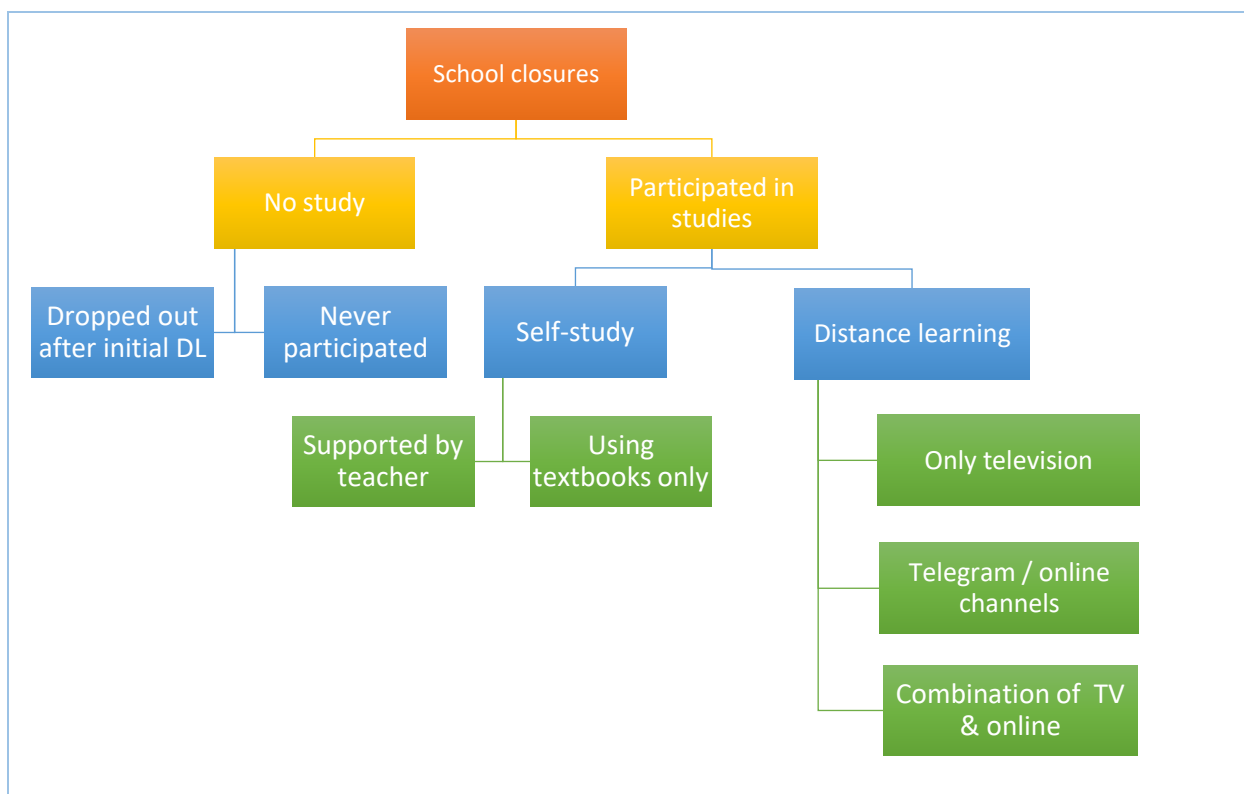 School closures
No study
Participated in
studies
Dropped out
after initial DL
Never
participated
Self-study
Distance learning
Supported by
teacher
Using
textbooks only
Only television
Telegram / online
channels
Combination of TV
& online